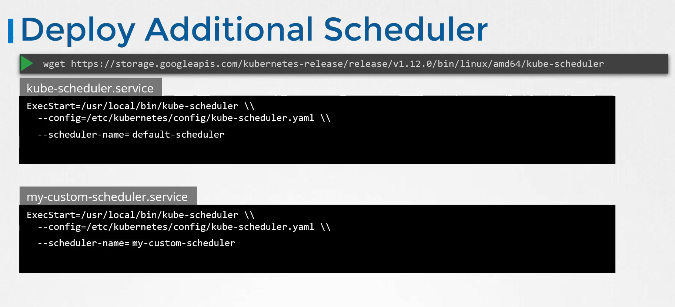 Deploy Additional Scheduler
wget https://storage.googleapis.com/kubernetes-release/release/v1.12.0/bin/linux/amd64/kube-scheduler
kube-scheduler.service
ExecStart=/usr/local/bin/kube-scheduler \\
--config=/etc/kubernetes/config/kube-scheduler.yaml \\
--scheduler-name= default-scheduler
my-custom-scheduler.service
ExecStart=/usr/local/bin/kube-scheduler \\
--config=/etc/kubernetes/config/kube-scheduler.yaml \\
--scheduler-name= my-custom-scheduler